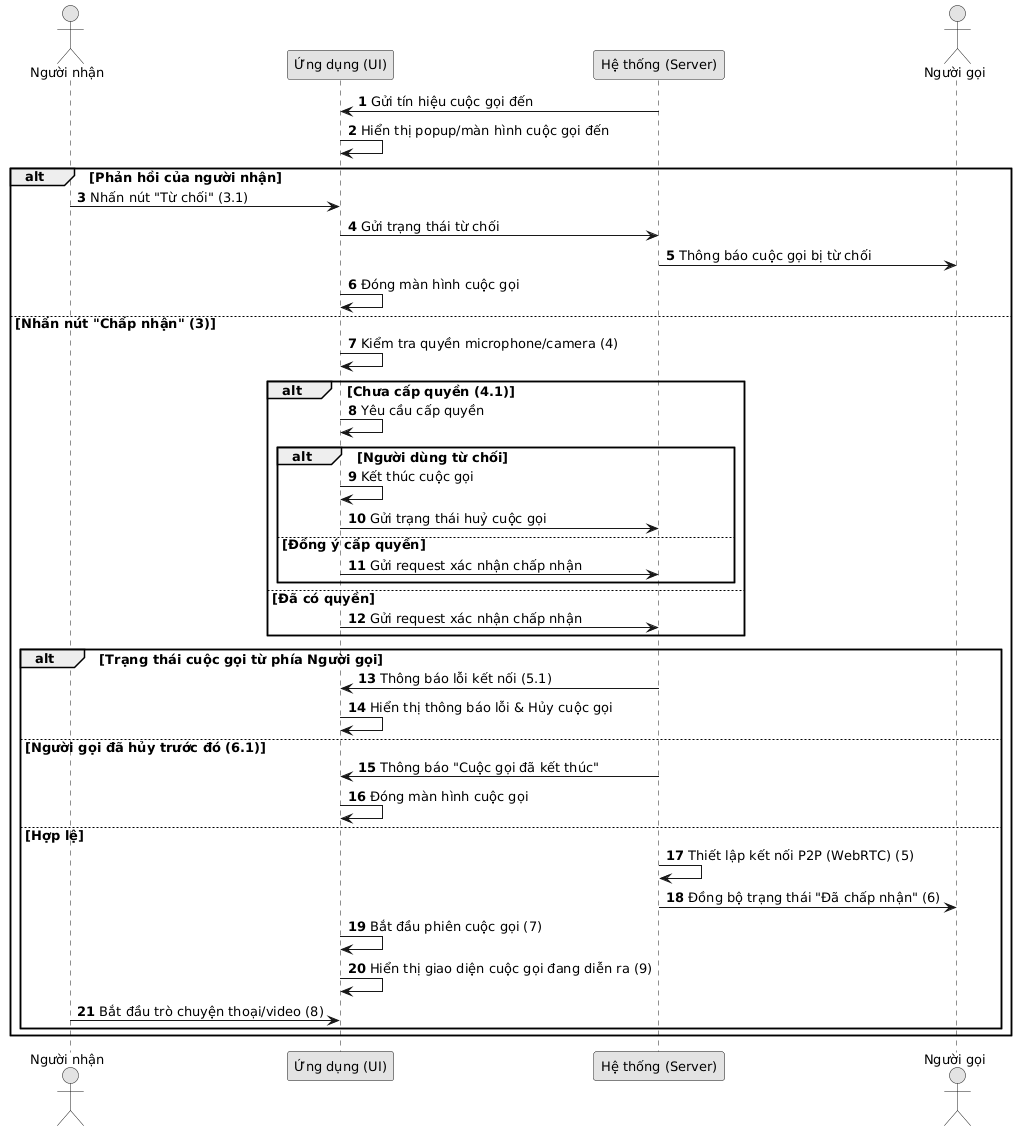 Người nhận
Ứng dụng (UI)
Hệ thống (Server)
Người gọi
1 Gửi tín hiệu cuộc gọi đến
2 Hiển thị popup/màn hình cuộc gọi đến
alt [Phản hồi của người nhận]
3 Nhấn nút "Từ chối" (3.1)
4 Gửi trạng thái từ chối
5 Thông báo cuộc gọi bị từ chối
6 Đóng màn hình cuộc gọi
[Nhấn nút "Chấp nhận" (3)]
7 Kiểm tra quyền microphone/camera (4)
alt [Chưa cấp quyền (4.1)]
8 Yêu cầu cấp quyền
alt [Người dùng từ chối]
9 Kết thúc cuộc gọi
10 Gửi trạng thái huỷ cuộc gọi
[Đồng ý cấp quyền]
11 Gửi request xác nhận chấp nhận
[Đã có quyền]
12 Gửi request xác nhận chấp nhận
alt [Trạng thái cuộc gọi từ phía Người gọi]
13 Thông báo lỗi kết nối (5.1)
14 Hiển thị thông báo lỗi & Hủy cuộc gọi
[Người gọi đã hủy trước đó (6.1)]
15 Thông báo "Cuộc gọi đã kết thúc"
16 Đóng màn hình cuộc gọi
[Hợp lệ]
17 Thiết lập kết nối P2P (WebRTC) (5)
18 Đồng bộ trạng thái "Đã chấp nhận" (6)
19 Bắt đầu phiên cuộc gọi (7)
20 Hiển thị giao diện cuộc gọi đang diễn ra (9)
21 Bắt đầu trò chuyện thoại/video (8)
Người nhận
Ứng dụng (UI)
Hệ thống (Server)
Người gọi